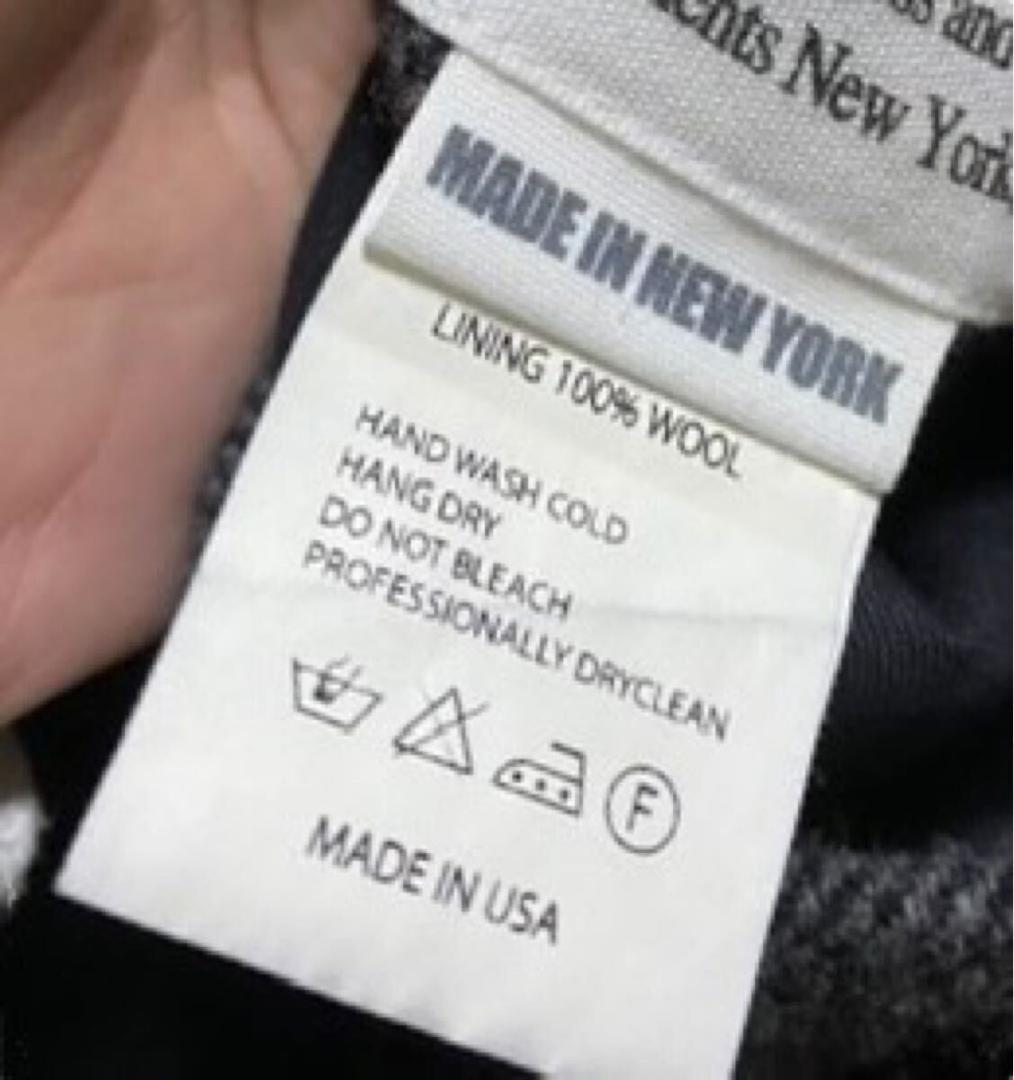 and
New York
MADE IN NEW YORK
LINING 100% WOOL
HAND WASH COLD
HANG DRY
DO NOT BLEACH
PROFESSIONALLY DRYCLEAN
F
MADE IN USA